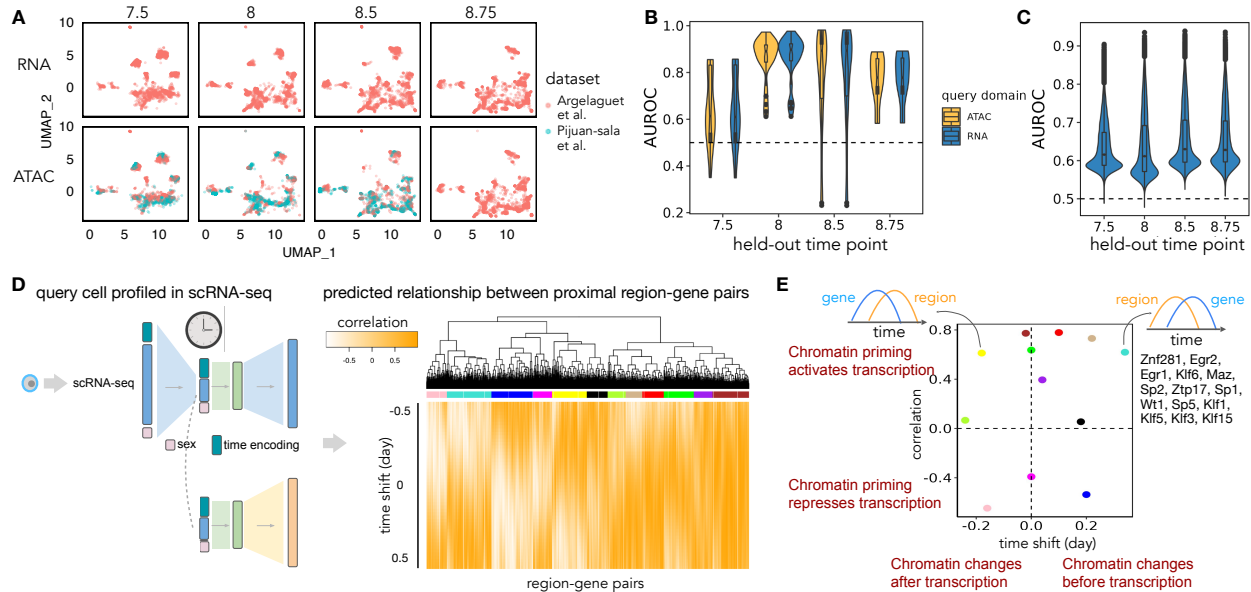 A
7.5
8
8.5
8.75
RNA
ATAC
10
5
0
10
5
0
UMAP_2
0 5 10
0 5 10
0 5 10
0 5 10
UMAP_1
dataset
Argelaguet
et al.
Pijuan-sala
et al.
B
AUROC
1.0
0.8
0.6
0.4
0.2
7.5
8
8.5
8.75
held-out time point
query domain
ATAC
RNA
C
AUROC
0.9
0.8
0.7
0.6
0.5
7.5
8
8.5
8.75
held-out time point
D
query cell profiled in scRNA-seq
scRNA-seq
sex
time encoding
predicted relationship between proximal region-gene pairs
correlation
-0.5 0 0.5
time shift (day)
-0.5
0
0.5
region-gene pairs
E
gene
region
time
region
gene
time
Chromatin priming
activates transcription
Chromatin priming
represses transcription
correlation
0.8
0.4
0.0
-0.4
-0.2
0.0
0.2
time shift (day)
Chromatin changes
after transcription
Chromatin changes
before transcription
Znf281, Egr2,
Egr1, Klf6, Maz,
Sp2, Ztp17, Sp1,
Wt1, Sp5, Klf1,
Klf5, Klf3, Klf15